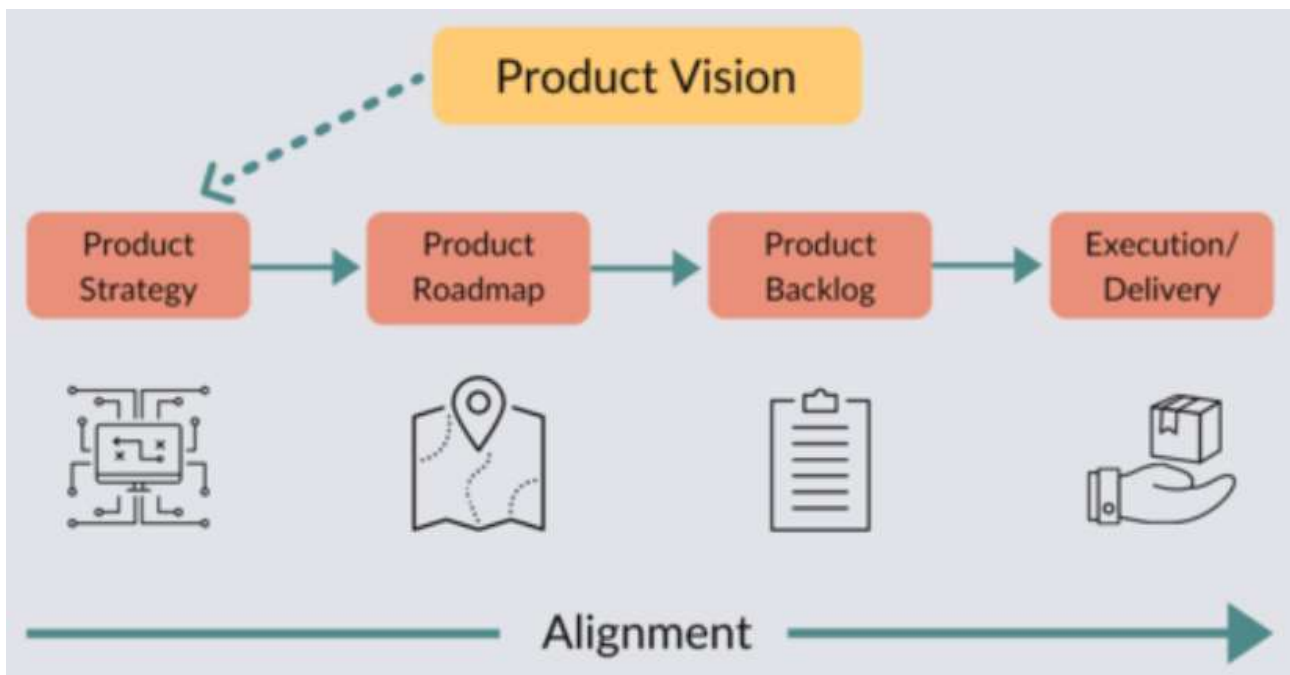 Product Vision
Product
Strategy
Product
Roadmap
Product
Backlog
Execution/
Delivery
Alignment